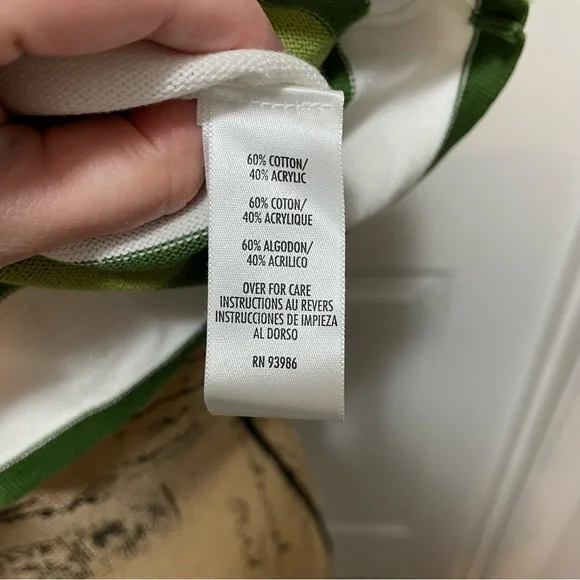 60% COTTON/
40% ACRYLIC
60% COTON/
40% ACRYLIQUE
60% ALGODON/
40% ACRILICO
OVER FOR CARE
INSTRUCTIONS AU REVERS
INSTRUCCIONES DE IMPIEZA
AL DORSO
RN 93986